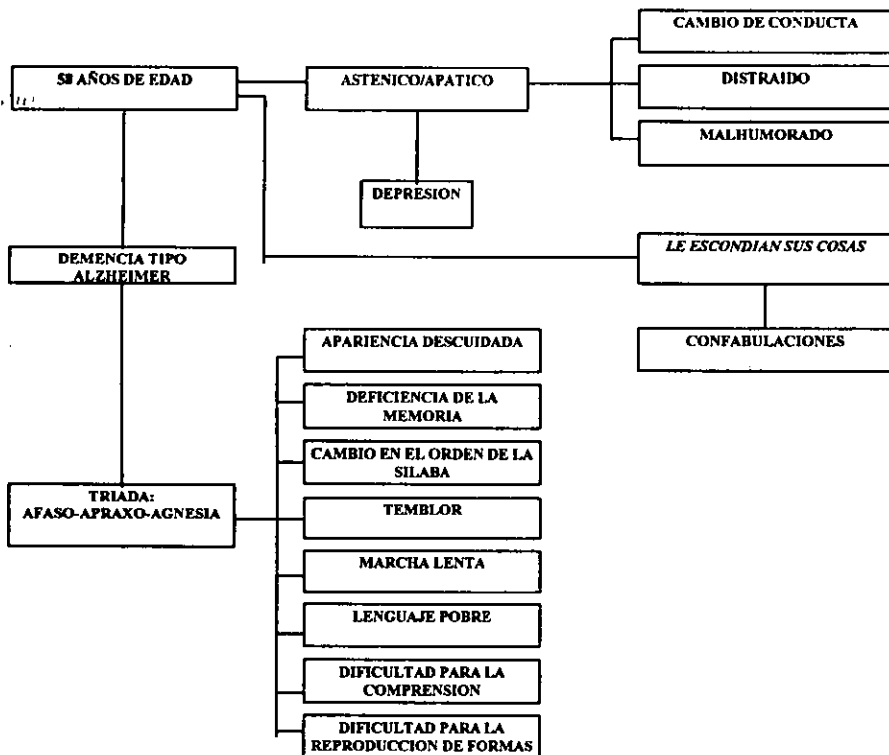 CAMBIO DE CONDUCTA
58 AÑOS DE EDAD
ASTENICO/APATICO
DISTRAIDO
MALHUMORADO
DEPRESION
LE ESCONDIAN SUS COSAS
DEMENCIA TIPO
ALZHEIMER
CONFABULACIONES
APARIENCIA DESCUIDADA
DEFICIENCIA DE LA
MEMORIA
CAMBIO EN EL ORDEN DE LA
SILABA
TRIADA:
AFASO-APRAXO-AGNESIA
TEMBLOR
MARCHA LENTA
LENGUAJE POBRE
DIFICULTAD PARA LA
COMPRENSION
DIFICULTAD PARA LA
REPRODUCCION DE FORMAS